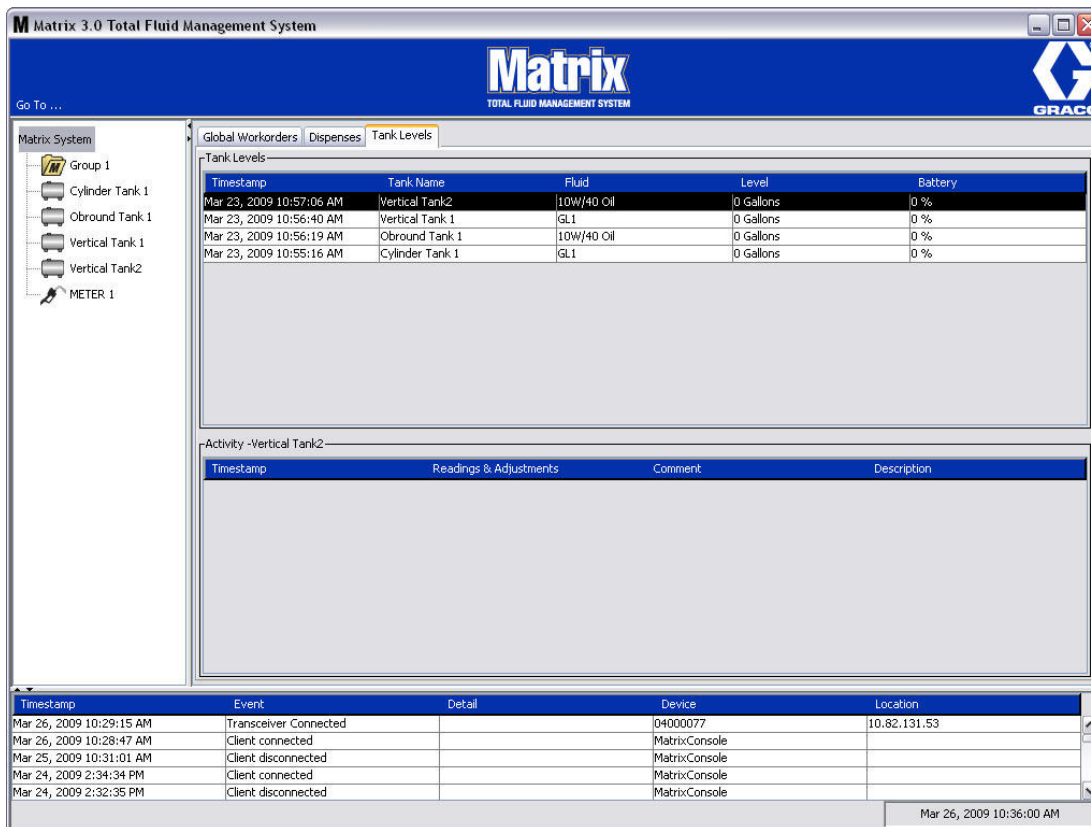 M Matrix 3.0 Total Fluid Management System
Matrix
TOTAL FLUID MANAGEMENT SYSTEM
Go To ...
GRACO
Matrix System
Group 1
Cylinder Tank 1
Obround Tank 1
Vertical Tank 1
Vertical Tank2
METER 1
Global Workorders Dispenses Tank Levels
Tank Levels
Timestamp Tank Name Fluid Level Battery
Mar 23, 2009 10:57:06 AM Vertical Tank2 10W/40 Oil 0 Gallons 0 %
Mar 23, 2009 10:56:40 AM Vertical Tank 1 GL1 0 Gallons 0 %
Mar 23, 2009 10:56:19 AM Obround Tank 1 10W/40 Oil 0 Gallons 0 %
Mar 23, 2009 10:55:16 AM Cylinder Tank 1 GL1 0 Gallons 0 %
Activity -Vertical Tank2
Timestamp Readings & Adjustments Comment Description
Timestamp Event Detail Device Location
Mar 26, 2009 10:29:15 AM Transceiver Connected 04000077 10.82.131.53
Mar 26, 2009 10:28:47 AM Client connected MatrixConsole
Mar 25, 2009 10:31:01 AM Client disconnected MatrixConsole
Mar 24, 2009 2:34:34 PM Client connected MatrixConsole
Mar 24, 2009 2:32:35 PM Client disconnected MatrixConsole
Mar 26, 2009 10:36:00 AM